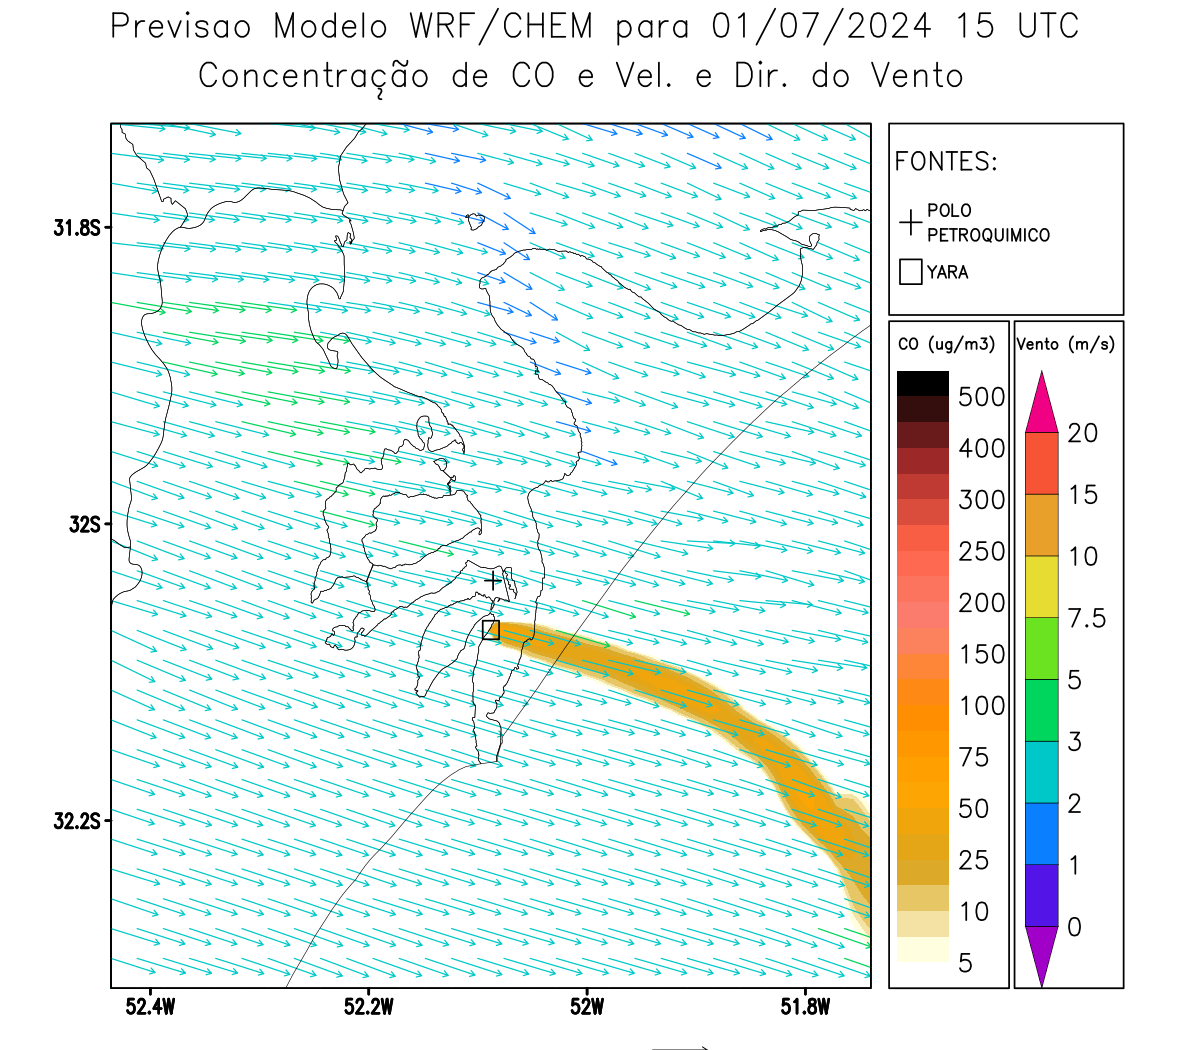 Previsao Modelo WRF/CHEM para 01/07/2024 15 UTC
Concentração de CO e Vel. e Dir. do Vento
FONTES:
POLO
PETROQUIMICO
YARA
31.8S
32S
32.2S
52.4W
52.2W
52W
51.8W
CO (ug/m3)
500
400
300
250
200
150
100
75
50
25
10
5
Vento (m/s)
20
15
10
7.5
5
3
2
1
0